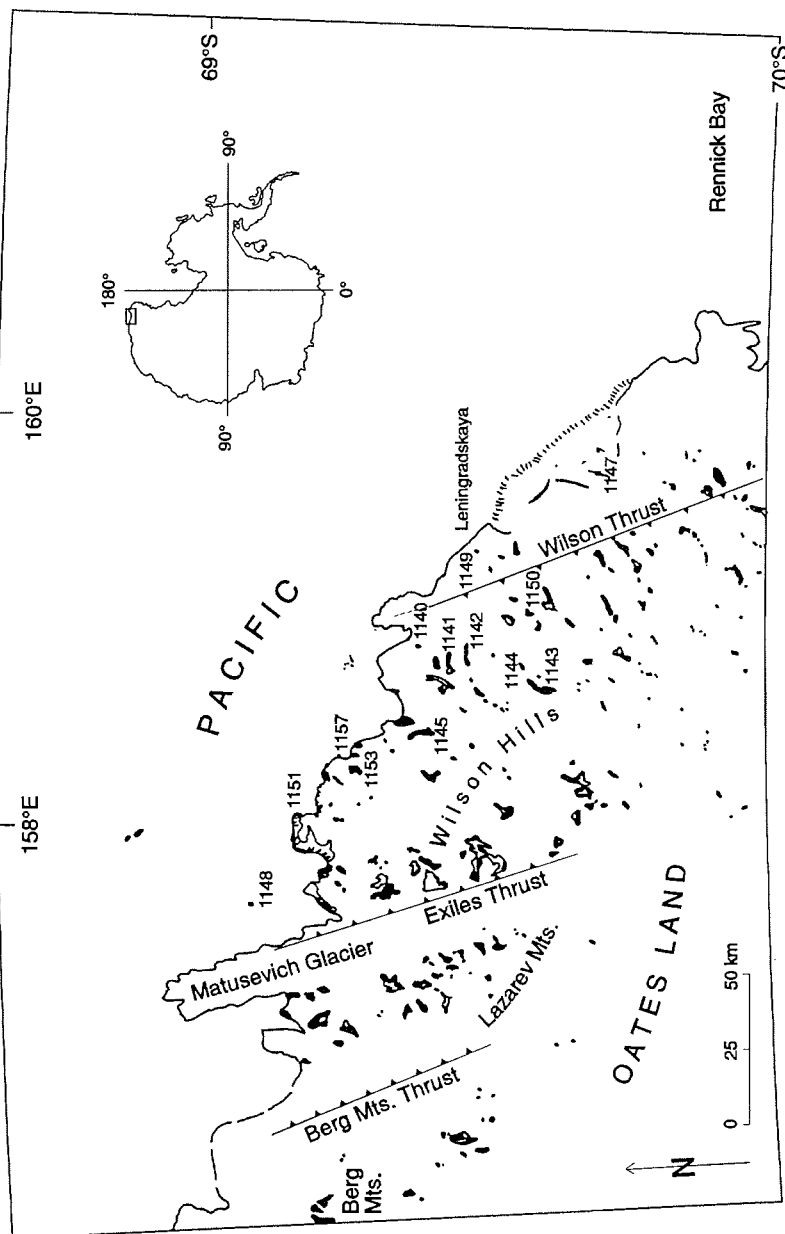 160°E
158°E
69°S
70°S
180°
90°
90°
0°
PACIFIC
Rennick Bay
Leningradskaya
1147
Wilson Thrust
1149
1150
1140
1141
1142
1144
1143
1145
1157
1153
1151
1148
Wilson Hills
Exiles Thrust
Matusevich Glacier
Lazarev Mts.
Berg Mts. Thrust
Berg
Mts.
OATES LAND
0 25 50 km
N